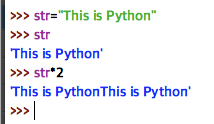 >>> str="This is Python"
>>> str
'This is Python'
>>> str*2
'This is PythonThis is Python'
>>>